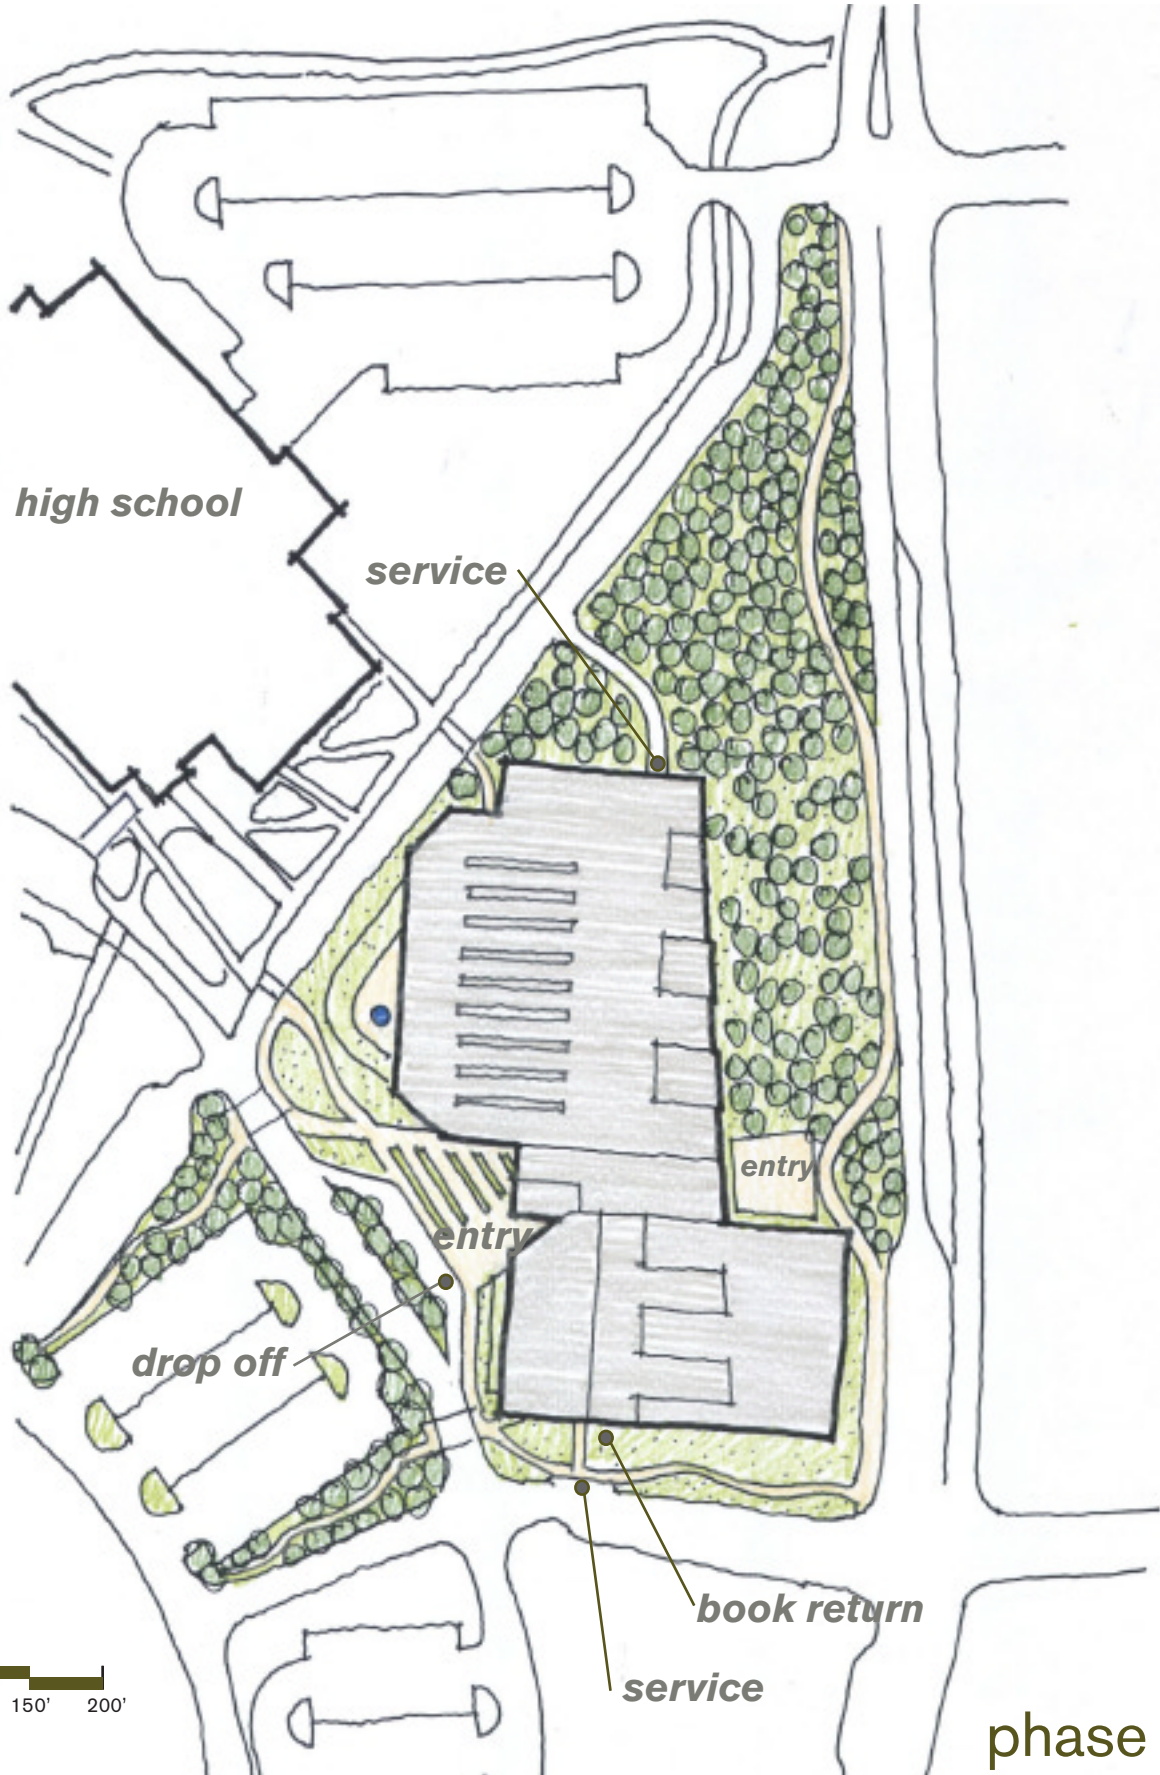 high school
service
entry
entry
drop off
book return
service
150' 200'
phase